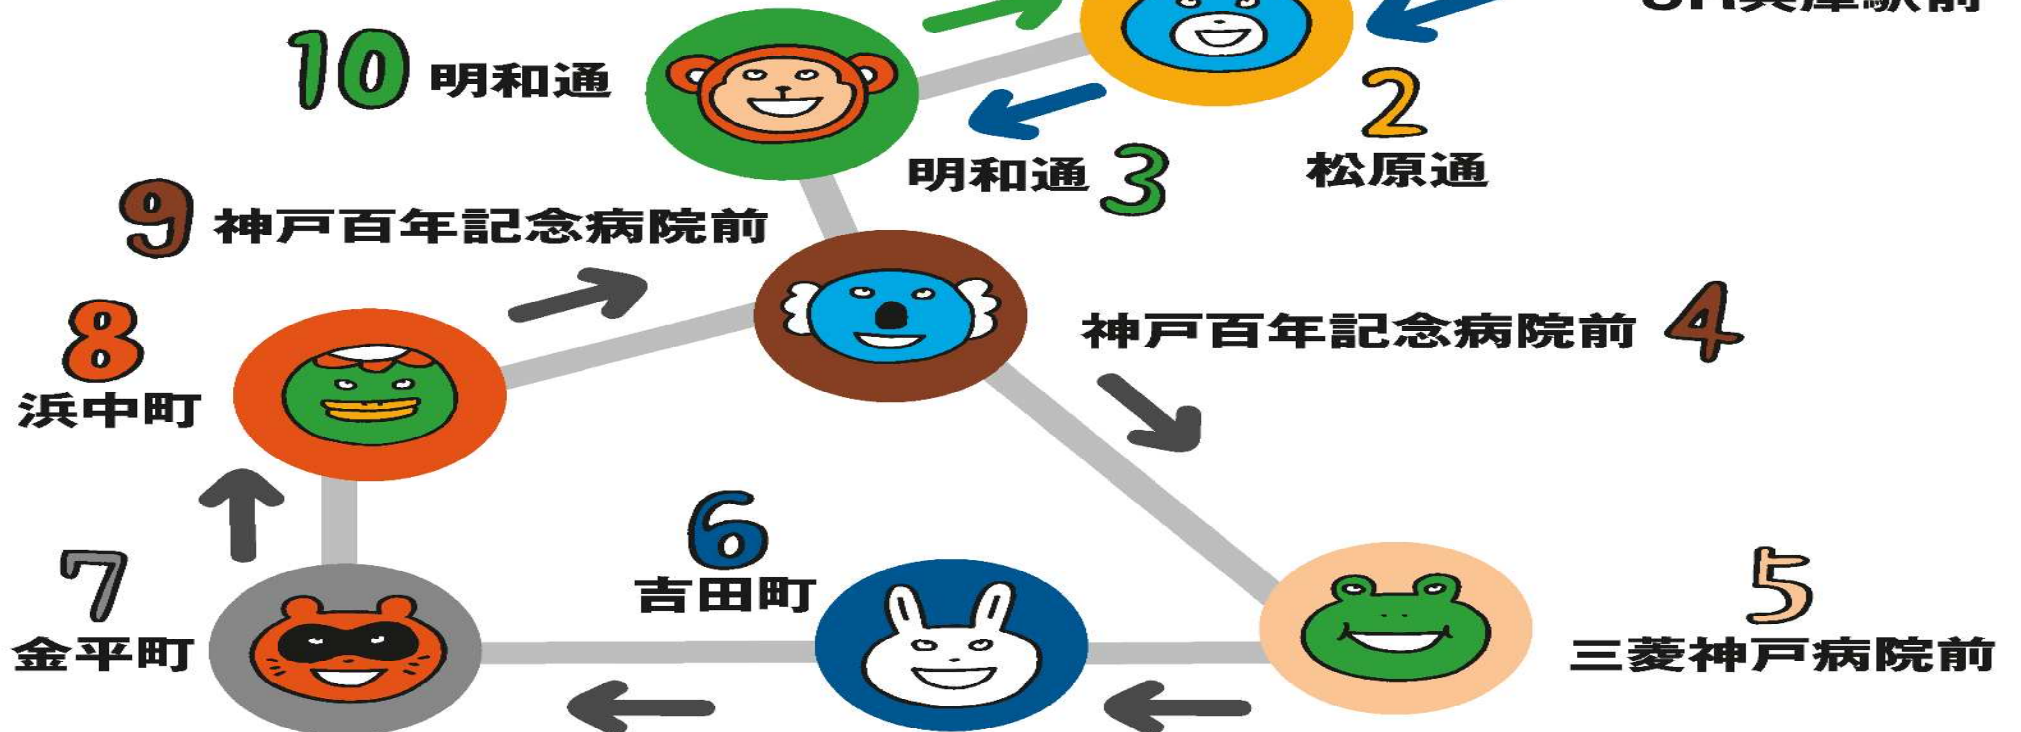 10 明和通
2
松原通
明和通 3
9 神戸百年記念病院前
神戸百年記念病院前 4
8
浜中町
6
吉田町
7
金平町
5
三菱神戸病院前